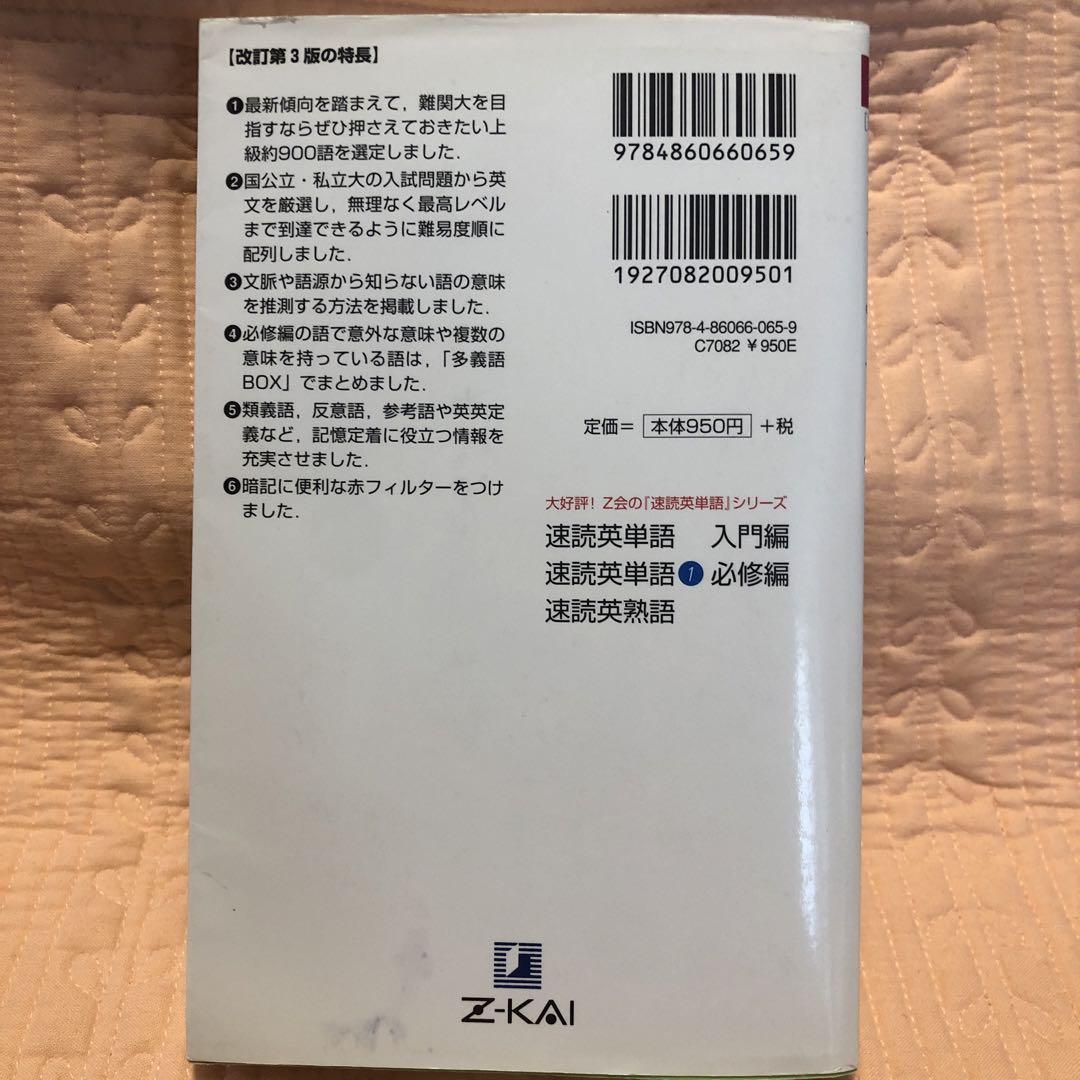 【改訂第3版の特長】
❶最新傾向を踏まえて，難関大を目
指すならぜひ押さえておきたい上
級約900語を選定しました．
❷国公立・私立大の入試問題から英
文を厳選し，無理なく最高レベル
まで到達できるように難易度順に
配列しました．
❸文脈や語源から知らない語の意味
を推測する方法を掲載しました．
❹必修編の語で意外な意味や複数の
意味を持っている語は，「多義語
BOX」でまとめました．
❺類義語，反意語，参考語や英英定
義など，記憶定着に役立つ情報を
充実させました．
❻暗記に便利な赤フィルターをつけ
ました．
9784860660659
1927082009501
ISBN978-4-86066-065-9
C7082 ￥950E
定価＝ 本体950円 ＋税
大好評！Z会の『速読英単語』シリーズ
速読英単語 入門編
速読英単語❶必修編
速読英熟語
Z-KAI